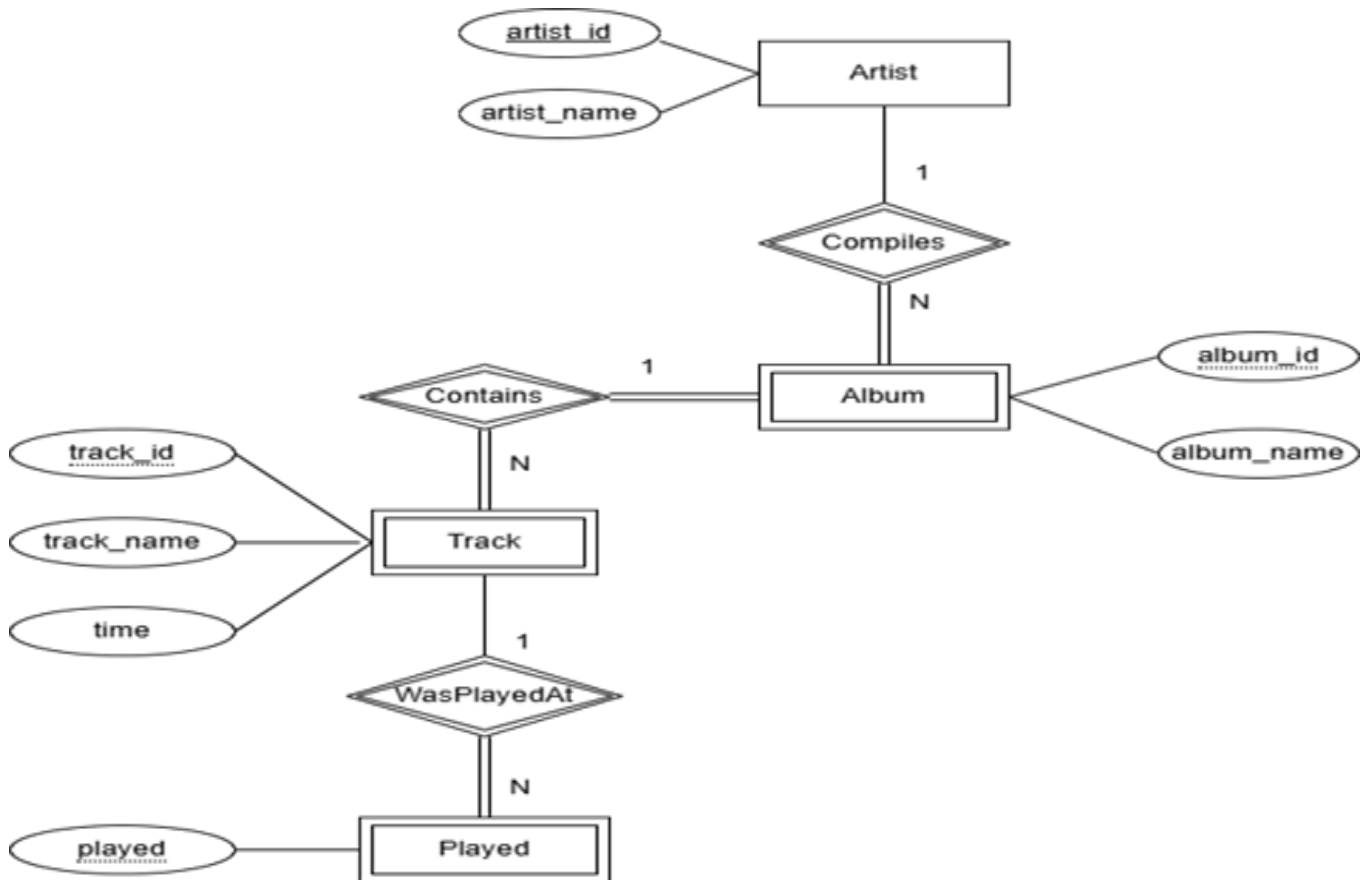 artist_id
Artist
artist_name
1
Compiles
N
1
album_id
Contains
Album
track_id
N
album_name
track_name
Track
time
1
WasPlayedAt
N
played
Played